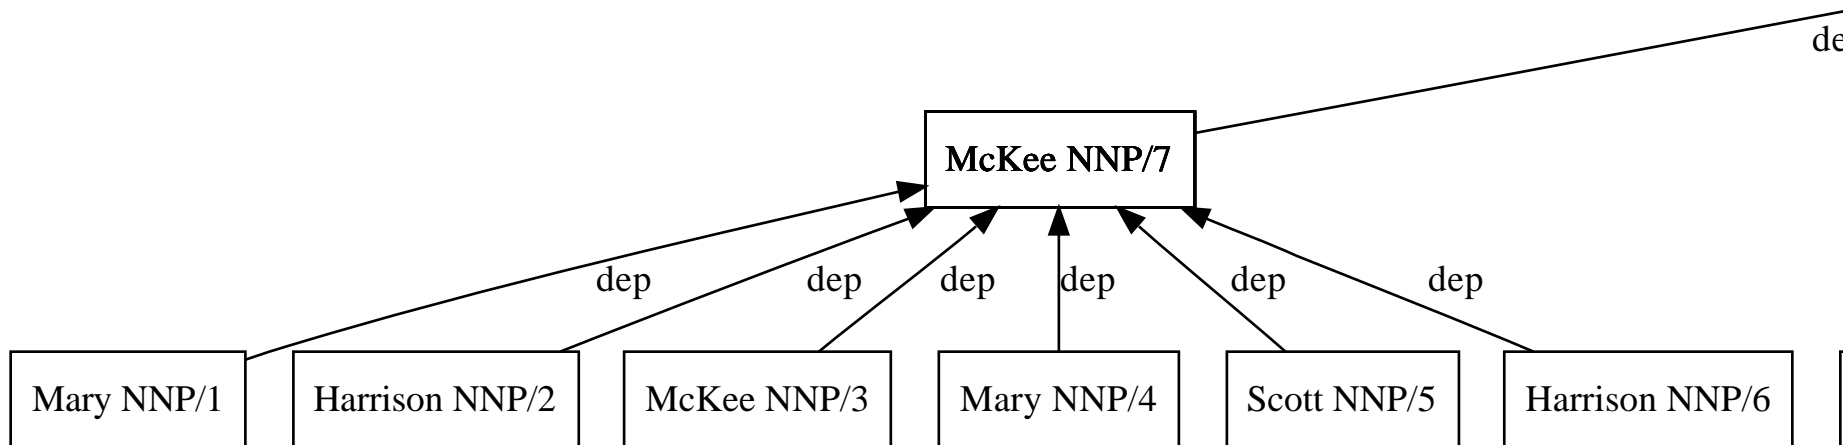 de
McKee NNP/7
dep dep dep dep dep dep
Mary NNP/1 Harrison NNP/2 McKee NNP/3 Mary NNP/4 Scott NNP/5 Harrison NNP/6